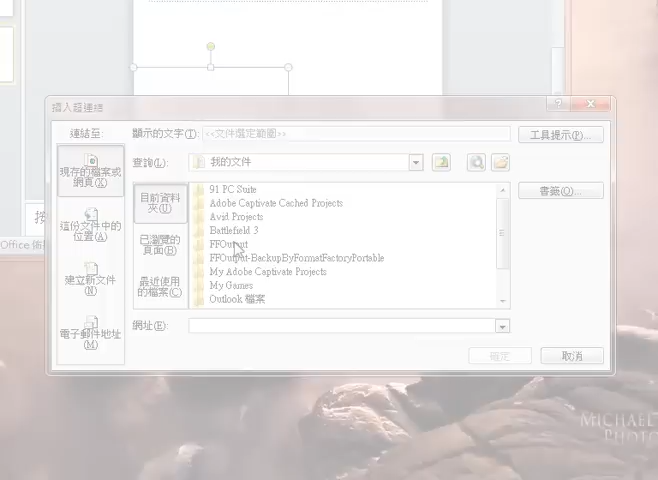 插入超連結
連結至:
顯示的文字(T):
<<文件選定範圍>>
工具提示(P)...
現存的檔案或
網頁(X)
查詢(L):
我的文件
目前資料
夾(U)
91 PC Suite
Adobe Captivate Cached Projects
Avid Projects
Battlefield 3
FFOutput
FFOutput-BackupByFormatFactoryPortable
My Adobe Captivate Projects
My Games
Outlook 檔案
書籤(O)...
這份文件中的
位置(A)
已瀏覽的
頁面(B)
建立新文件
(N)
最近使用
的檔案(C)
電子郵件地址
(M)
網址(E):
確定
取消
按
Office 佈
MICHAEL
PHOTO